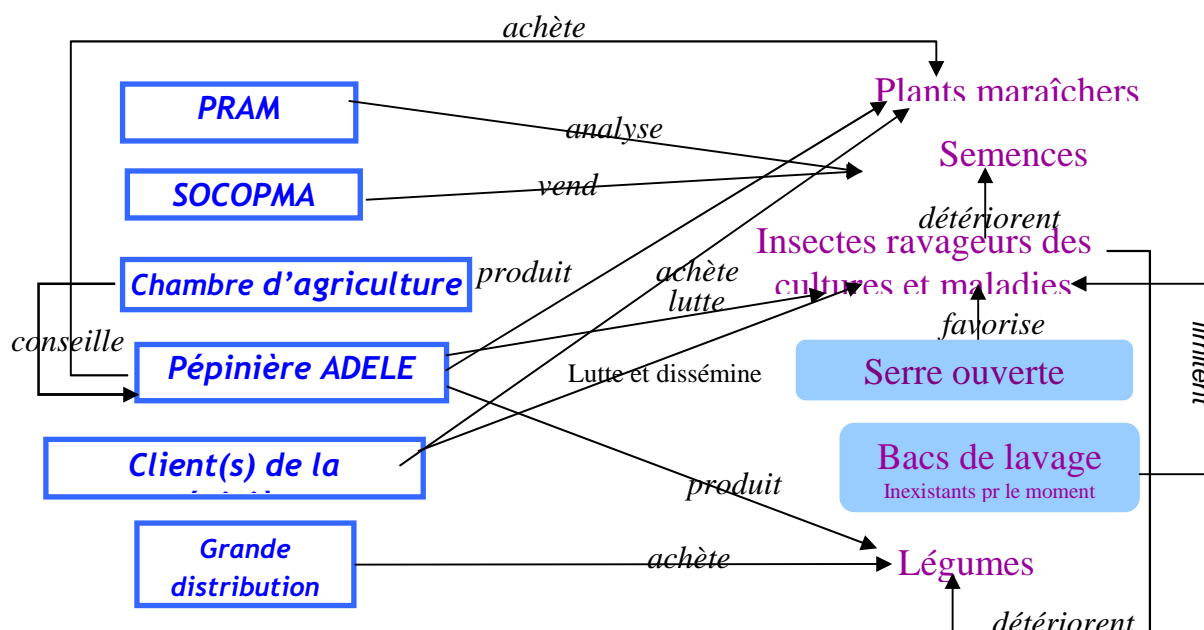 achète
PRAM
Plants maraîchers
analyse
Semences
SOCOPMA
vend
détériorent
Insectes ravageurs des
cultures et maladies
Chambre d'agriculture
produit
achète
lutte
favorise
conseille
Pépinière ADELE
Lutte et dissémine
Serre ouverte
limitent
Client(s) de la
Bacs de lavage
Inexistants pr le moment
produit
Grande
distribution
achète
Légumes
détériorent